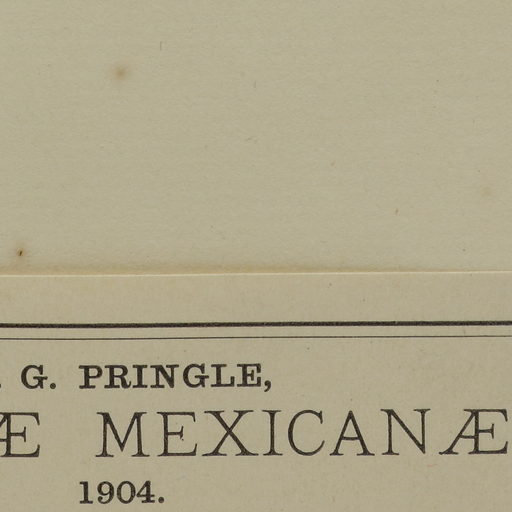 . G. PRINGLE,
Æ MEXICANÆ
1904.